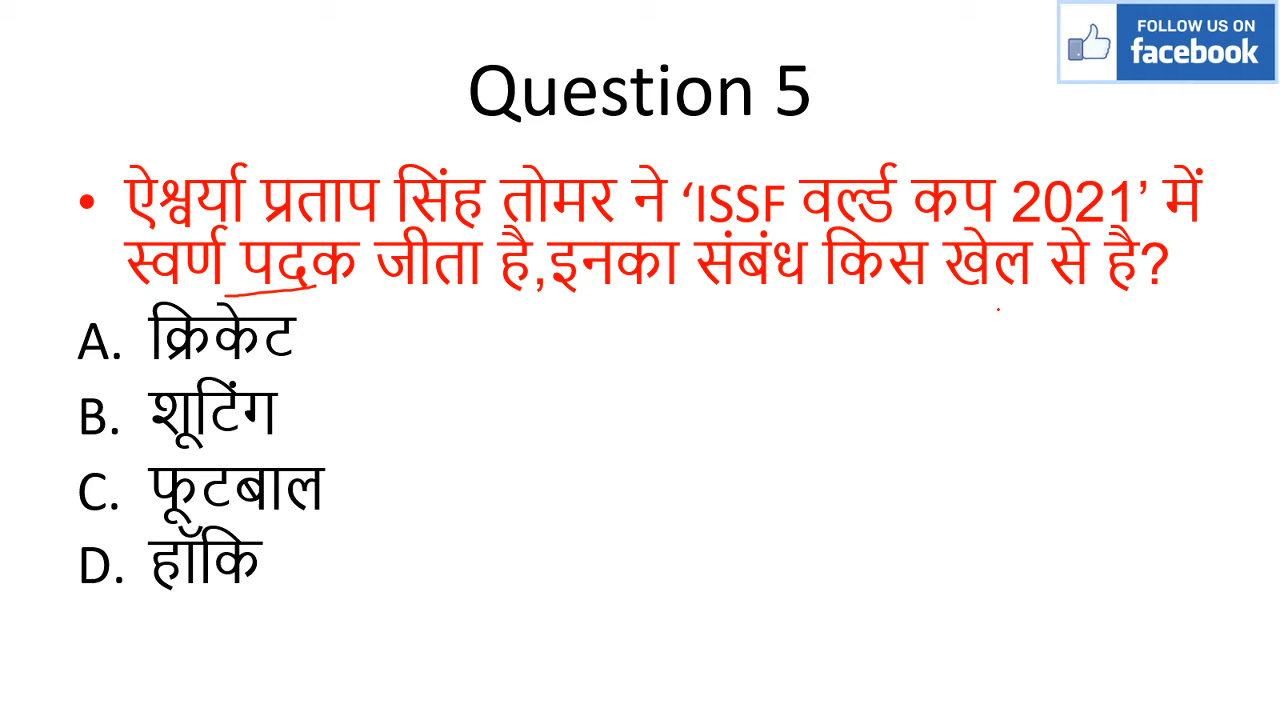 FOLLOW US ON
facebook
Question 5
• ऐश्वर्या प्रताप सिंह तोमर ने ‘ISSF वर्ल्ड कप 2021’ में
स्वर्ण पदक जीता है,इनका संबंध किस खेल से है?
A. क्रिकेट
B. शूटिंग
C. फूटबाल
D. हॉकि